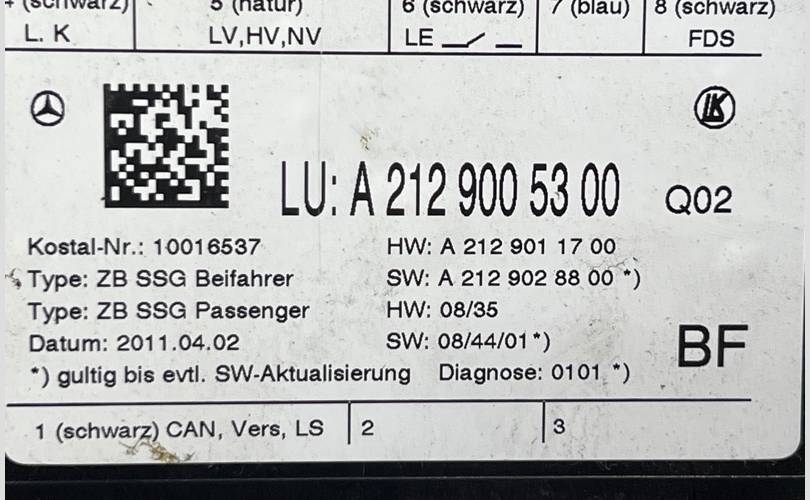 4 (schwarz) 5 (natur) 6 (schwarz) 7 (blau) 8 (schwarz)
L. K LV,HV,NV LE FDS
LU: A 212 900 53 00 Q02
Kostal-Nr.: 10016537 HW: A 212 901 17 00
Type: ZB SSG Beifahrer SW: A 212 902 88 00 *)
Type: ZB SSG Passenger HW: 08/35
Datum: 2011.04.02 SW: 08/44/01 *)
BF
*) gultig bis evtl. SW-Aktualisierung Diagnose: 0101 *)
1 (schwarz) CAN, Vers, LS 2 3